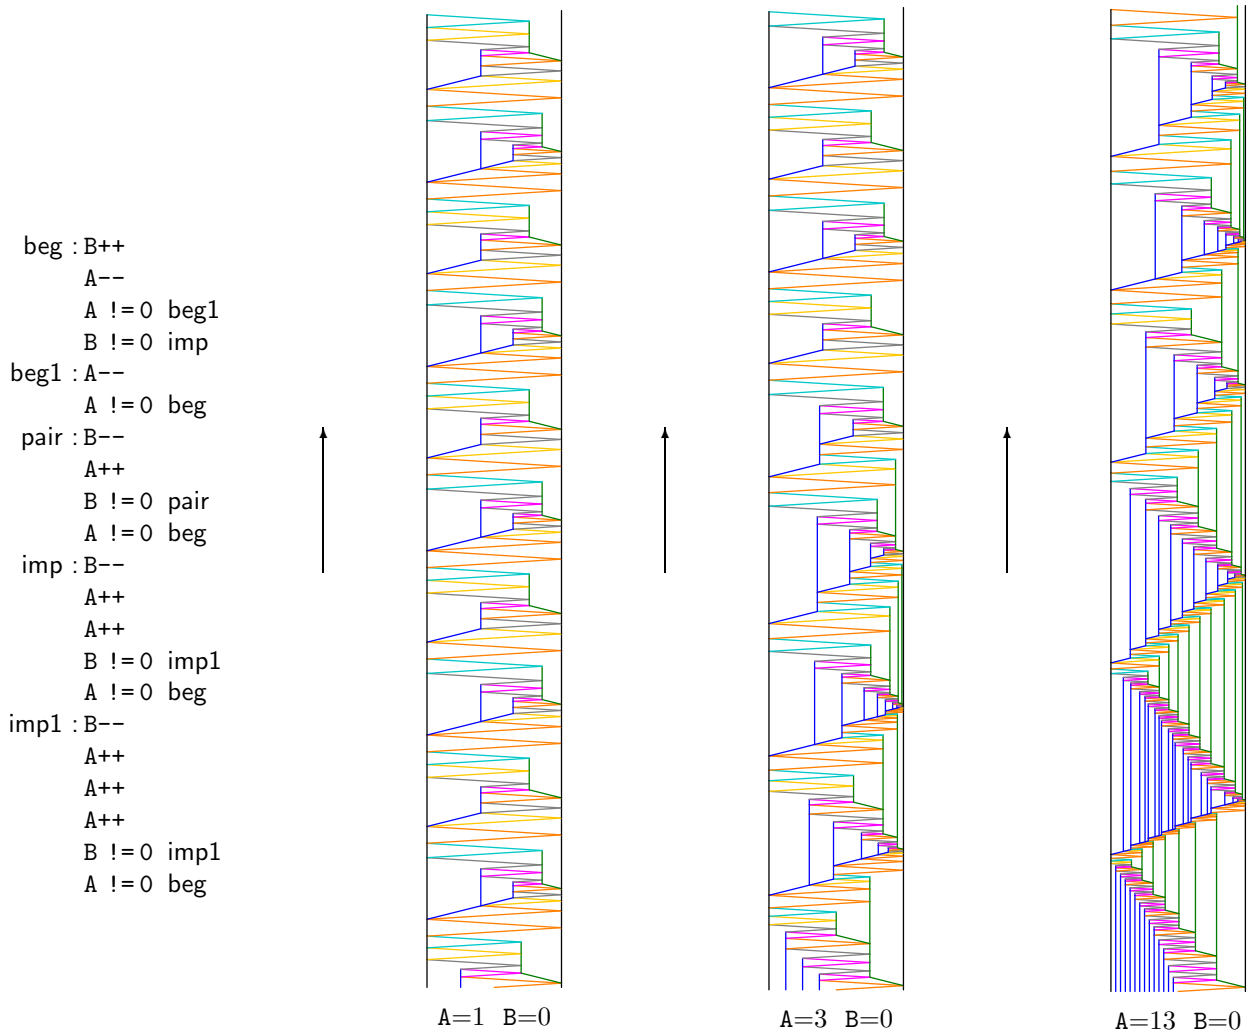 beg : B++
A--
A != 0 beg1
B != 0 imp
beg1 : A--
A != 0 beg
pair : B--
A++
B != 0 pair
A != 0 beg
imp : B--
A++
A++
B != 0 imp1
A != 0 beg
imp1 : B--
A++
A++
A++
B != 0 imp1
A != 0 beg
A=1 B=0
A=3 B=0
A=13 B=0